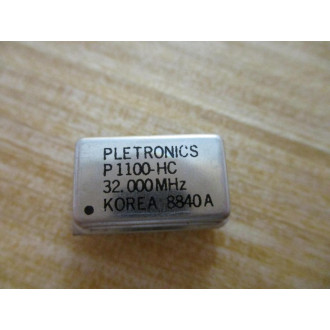 PLETRONICS
P1100-HC
32.000MHz
KOREA 8840A